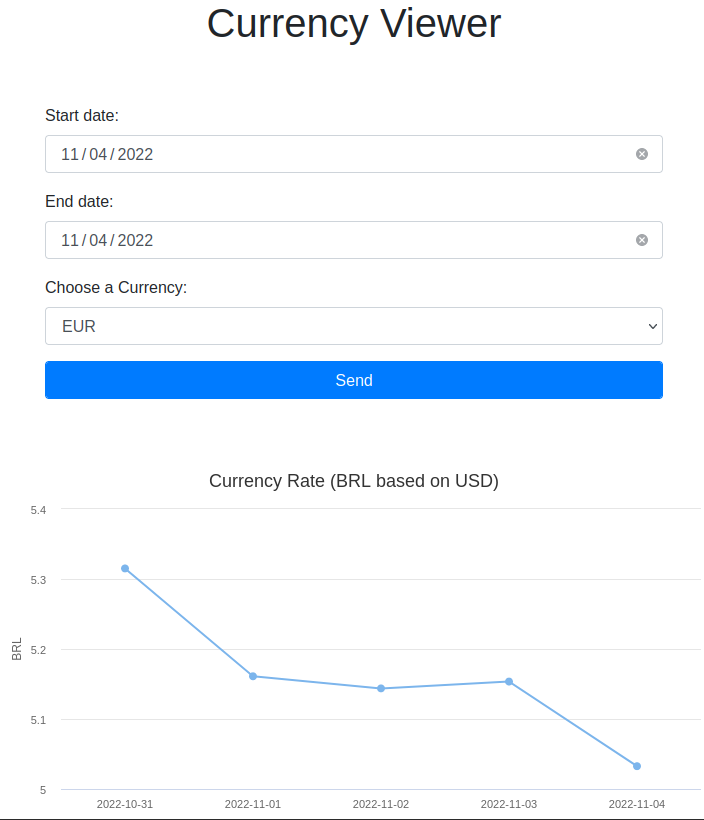 Currency Viewer
Start date:
11/04/2022
End date:
11/04/2022
Choose a Currency:
EUR
Send
Currency Rate (BRL based on USD)
5.4
5.3
5.2
5.1
5
BRL
2022-10-31 2022-11-01 2022-11-02 2022-11-03 2022-11-04